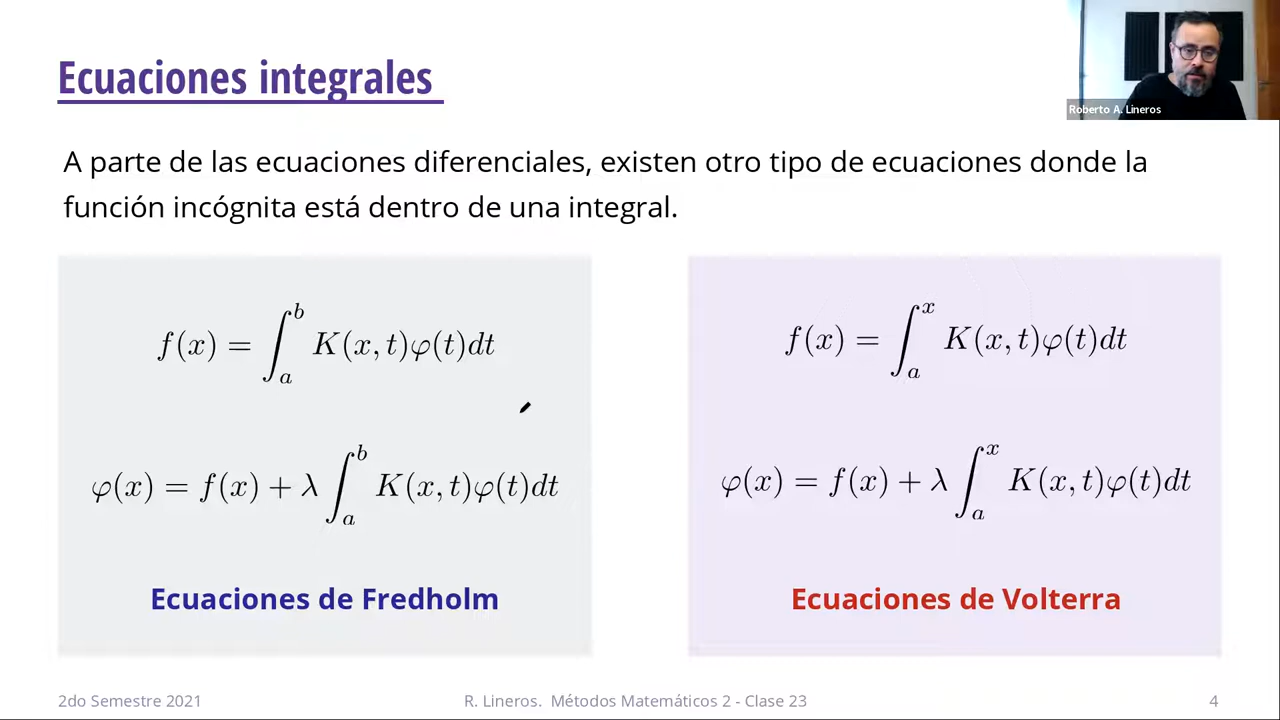 Ecuaciones integrales
Roberto A. Lineros
A parte de las ecuaciones diferenciales, existen otro tipo de ecuaciones donde la
función incógnita está dentro de una integral.
f(x) = ∫_a^b K(x, t)φ(t)dt
φ(x) = f(x) + λ ∫_a^b K(x, t)φ(t)dt
Ecuaciones de Fredholm
f(x) = ∫_a^x K(x, t)φ(t)dt
φ(x) = f(x) + λ ∫_a^x K(x, t)φ(t)dt
Ecuaciones de Volterra
2do Semestre 2021
R. Lineros. Métodos Matemáticos 2 - Clase 23
4